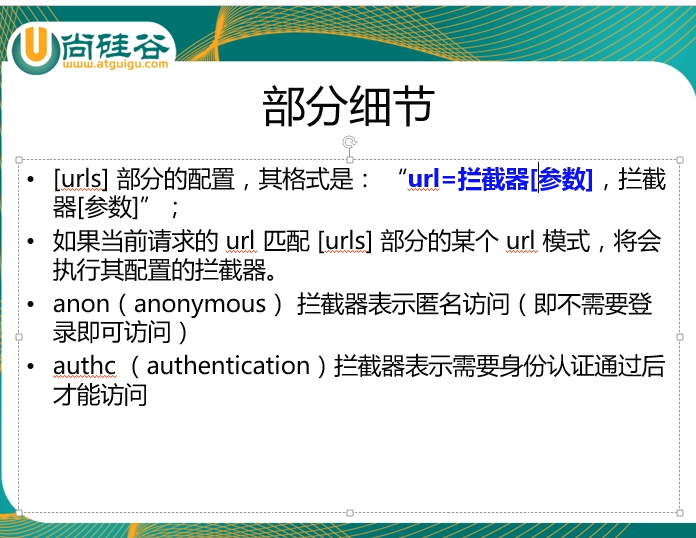 尚硅谷
www.atguigu.com
部分细节
• [urls] 部分的配置，其格式是： “url=拦截器[参数]，拦截
器[参数]”；
• 如果当前请求的 url 匹配 [urls] 部分的某个 url 模式，将会
执行其配置的拦截器。
• anon（anonymous） 拦截器表示匿名访问（即不需要登
录即可访问）
• authc （authentication）拦截器表示需要身份认证通过后
才能访问